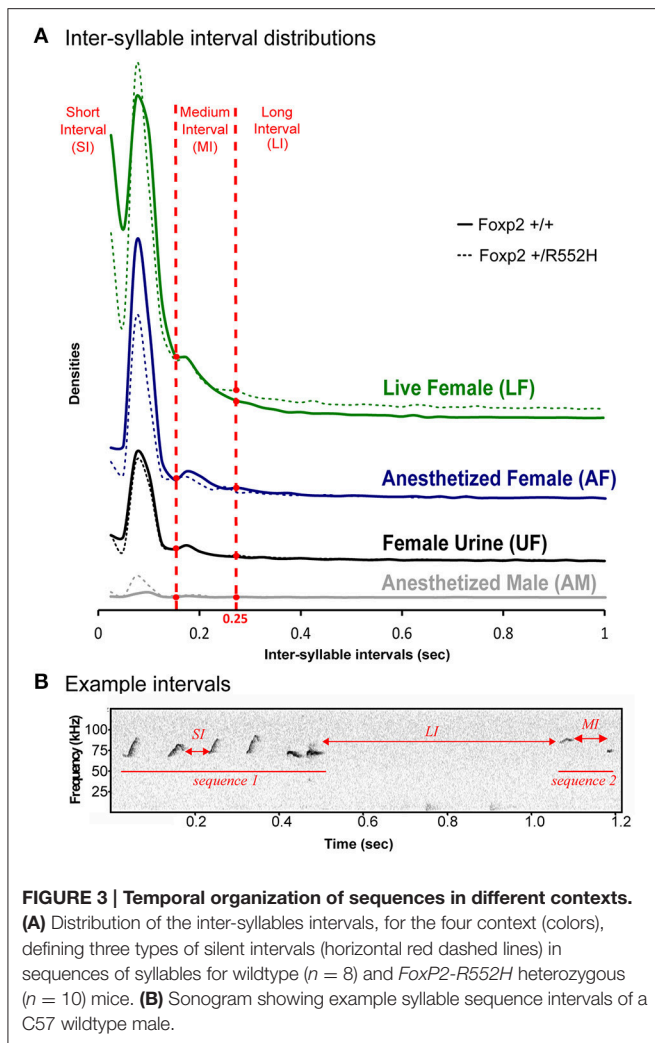 A Inter-syllable interval distributions
Short Interval (SI)
Medium Interval (MI)
Long Interval (LI)
Foxp2 +/+
Foxp2 +/R552H
Densities
Live Female (LF)
Anesthetized Female (AF)
Female Urine (UF)
Anesthetized Male (AM)
0 0.2 0.25 0.4 0.6 0.8 1
Inter-syllable intervals (sec)
B Example intervals
Frequency (kHz)
100
75
50
25
SI LI MI
sequence 1 sequence 2
0.2 0.4 0.6 0.8 1.0 1.2
Time (sec)
FIGURE 3 | Temporal organization of sequences in different contexts.
(A) Distribution of the inter-syllables intervals, for the four context (colors),
defining three types of silent intervals (horizontal red dashed lines) in
sequences of syllables for wildtype (n = 8) and FoxP2-R552H heterozygous
(n = 10) mice. (B) Sonogram showing example syllable sequence intervals of a
C57 wildtype male.